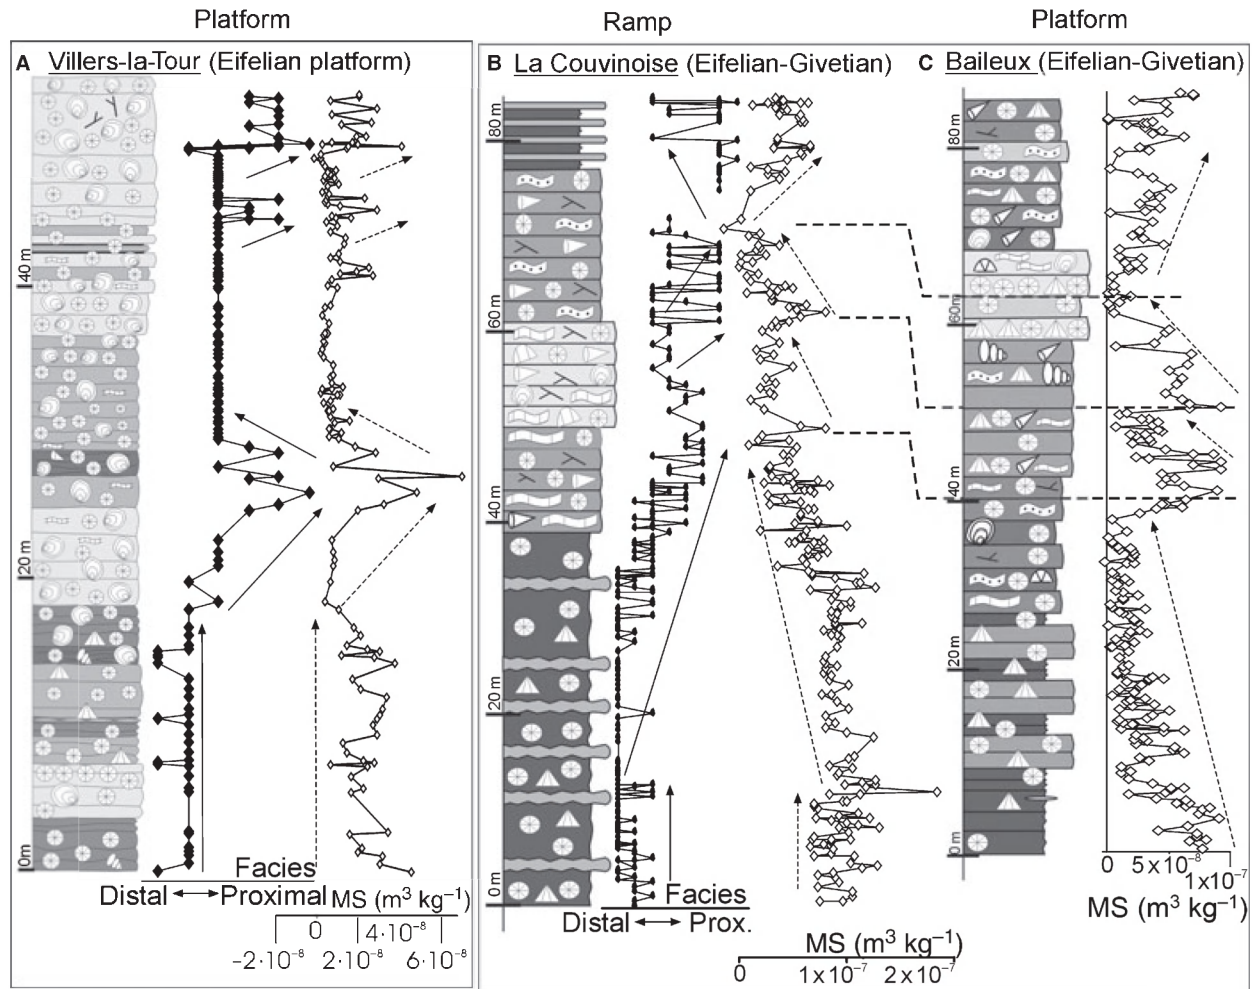 Platform
Ramp
Platform
A Villers-la-Tour (Eifelian platform)
B La Couvinoise (Eifelian-Givetian)
C Baileux (Eifelian-Givetian)
40 m
20 m
0m
Facies
Distal ↔ Proximal
MS (m³ kg⁻¹)
0 4·10⁻⁸
−2·10⁻⁸ 2·10⁻⁸ 6·10⁻⁸
80 m
60 m
40 m
20 m
0 m
Facies
Distal ↔ Prox.
MS (m³ kg⁻¹)
0 1x10⁻⁷ 2x10⁻⁷
80 m
60m
40 m
20 m
0 m
0 5x10⁻⁸
1x10⁻⁷
MS (m³ kg⁻¹)